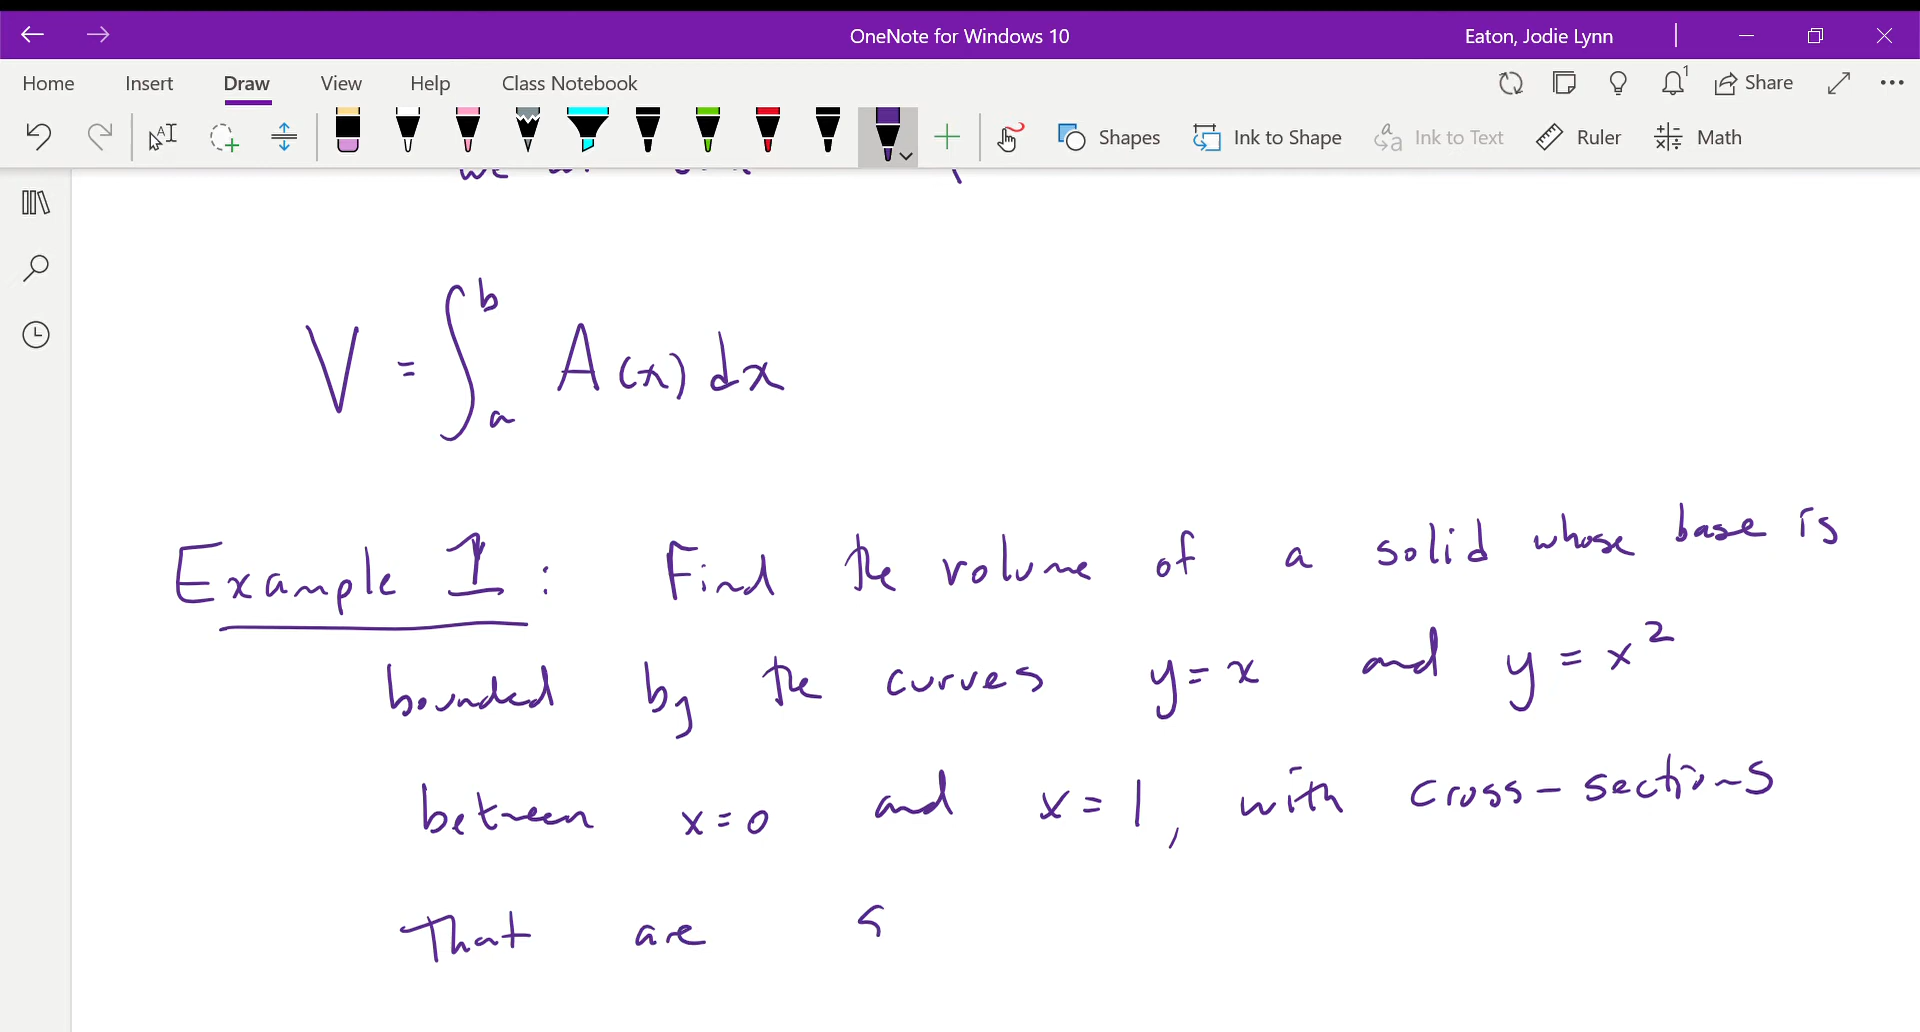 OneNote for Windows 10 Eaton, Jodie Lynn
Home Insert Draw View Help Class Notebook 1 Share
Shapes Ink to Shape Ink to Text Ruler Math
V = ∫_a^b A(x) dx
Example 1: Find the volume of a solid whose base is
bounded by the curves y=x and y=x²
between x=0 and x=1, with cross-sections
that are s